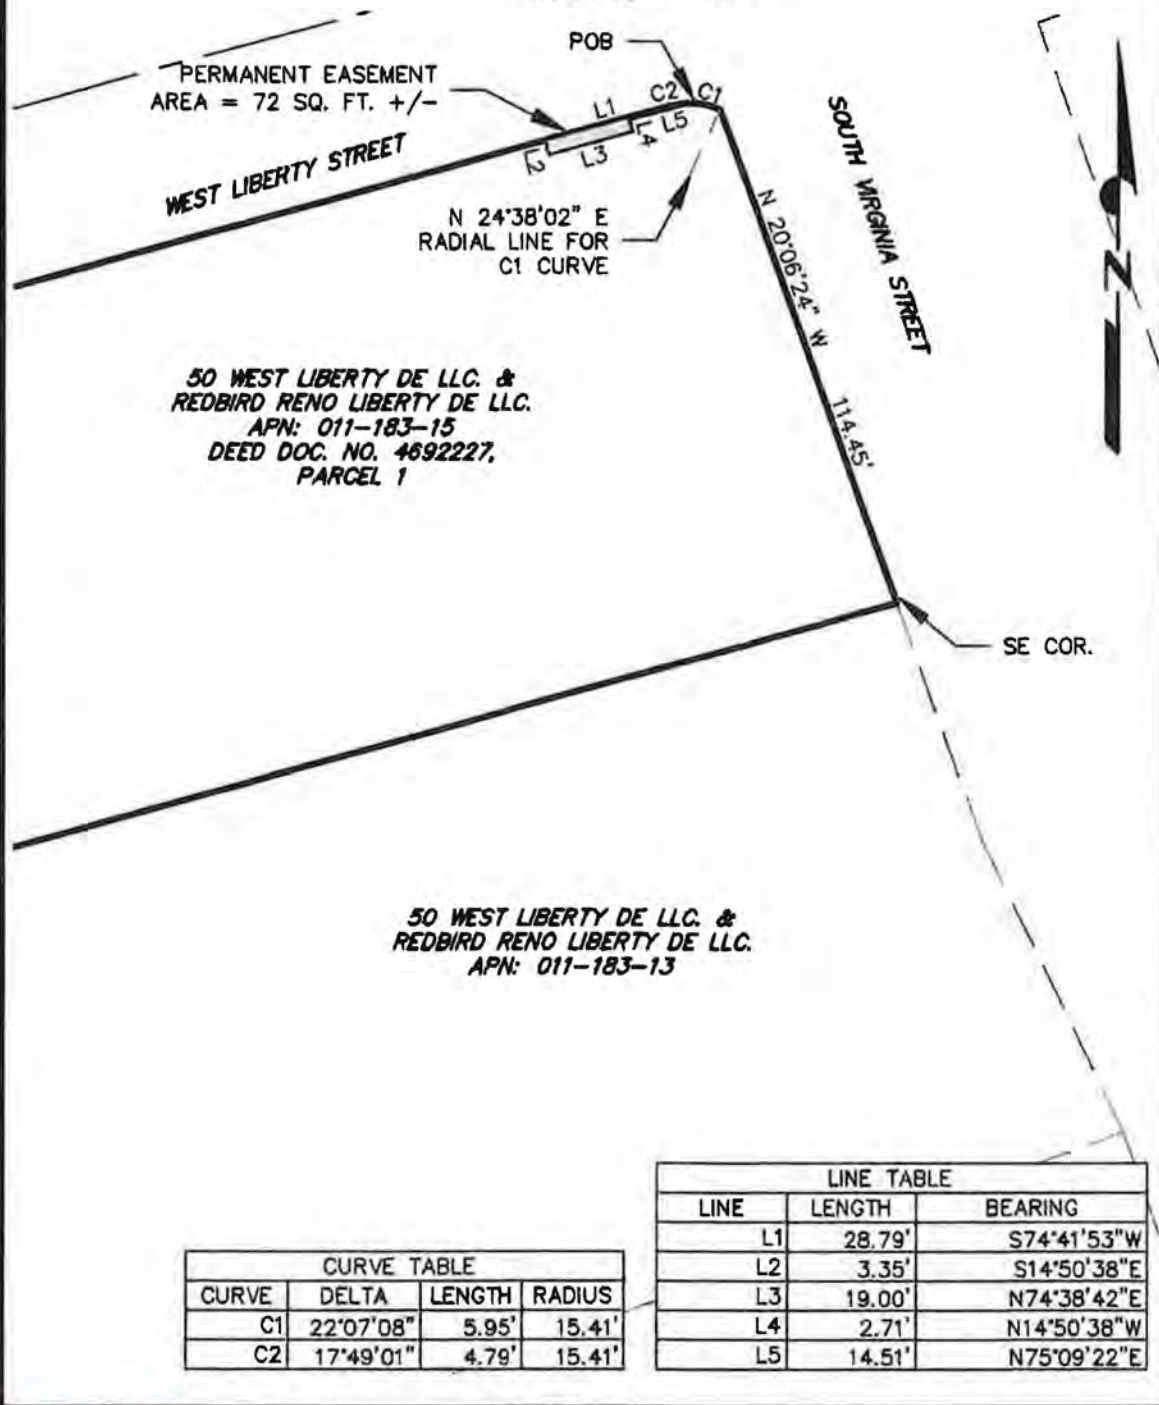 POB
PERMANENT EASEMENT
AREA = 72 SQ. FT. +/-
L1
C2
C1
L5
L4
L3
L2
WEST LIBERTY STREET
SOUTH VIRGINIA STREET
N
N 24°38'02" E
RADIAL LINE FOR
C1 CURVE
N 20°06'24" W
114.45'
50 WEST LIBERTY DE LLC. &
REDBIRD RENO LIBERTY DE LLC.
APN: 011-183-15
DEED DOC. NO. 4692227,
PARCEL 1
SE COR.
50 WEST LIBERTY DE LLC. &
REDBIRD RENO LIBERTY DE LLC.
APN: 011-183-13
CURVE TABLE
CURVE DELTA LENGTH RADIUS
C1 22°07'08" 5.95' 15.41'
C2 17°49'01" 4.79' 15.41'
LINE TABLE
LINE LENGTH BEARING
L1 28.79' S74°41'53"W
L2 3.35' S14°50'38"E
L3 19.00' N74°38'42"E
L4 2.71' N14°50'38"W
L5 14.51' N75°09'22"E